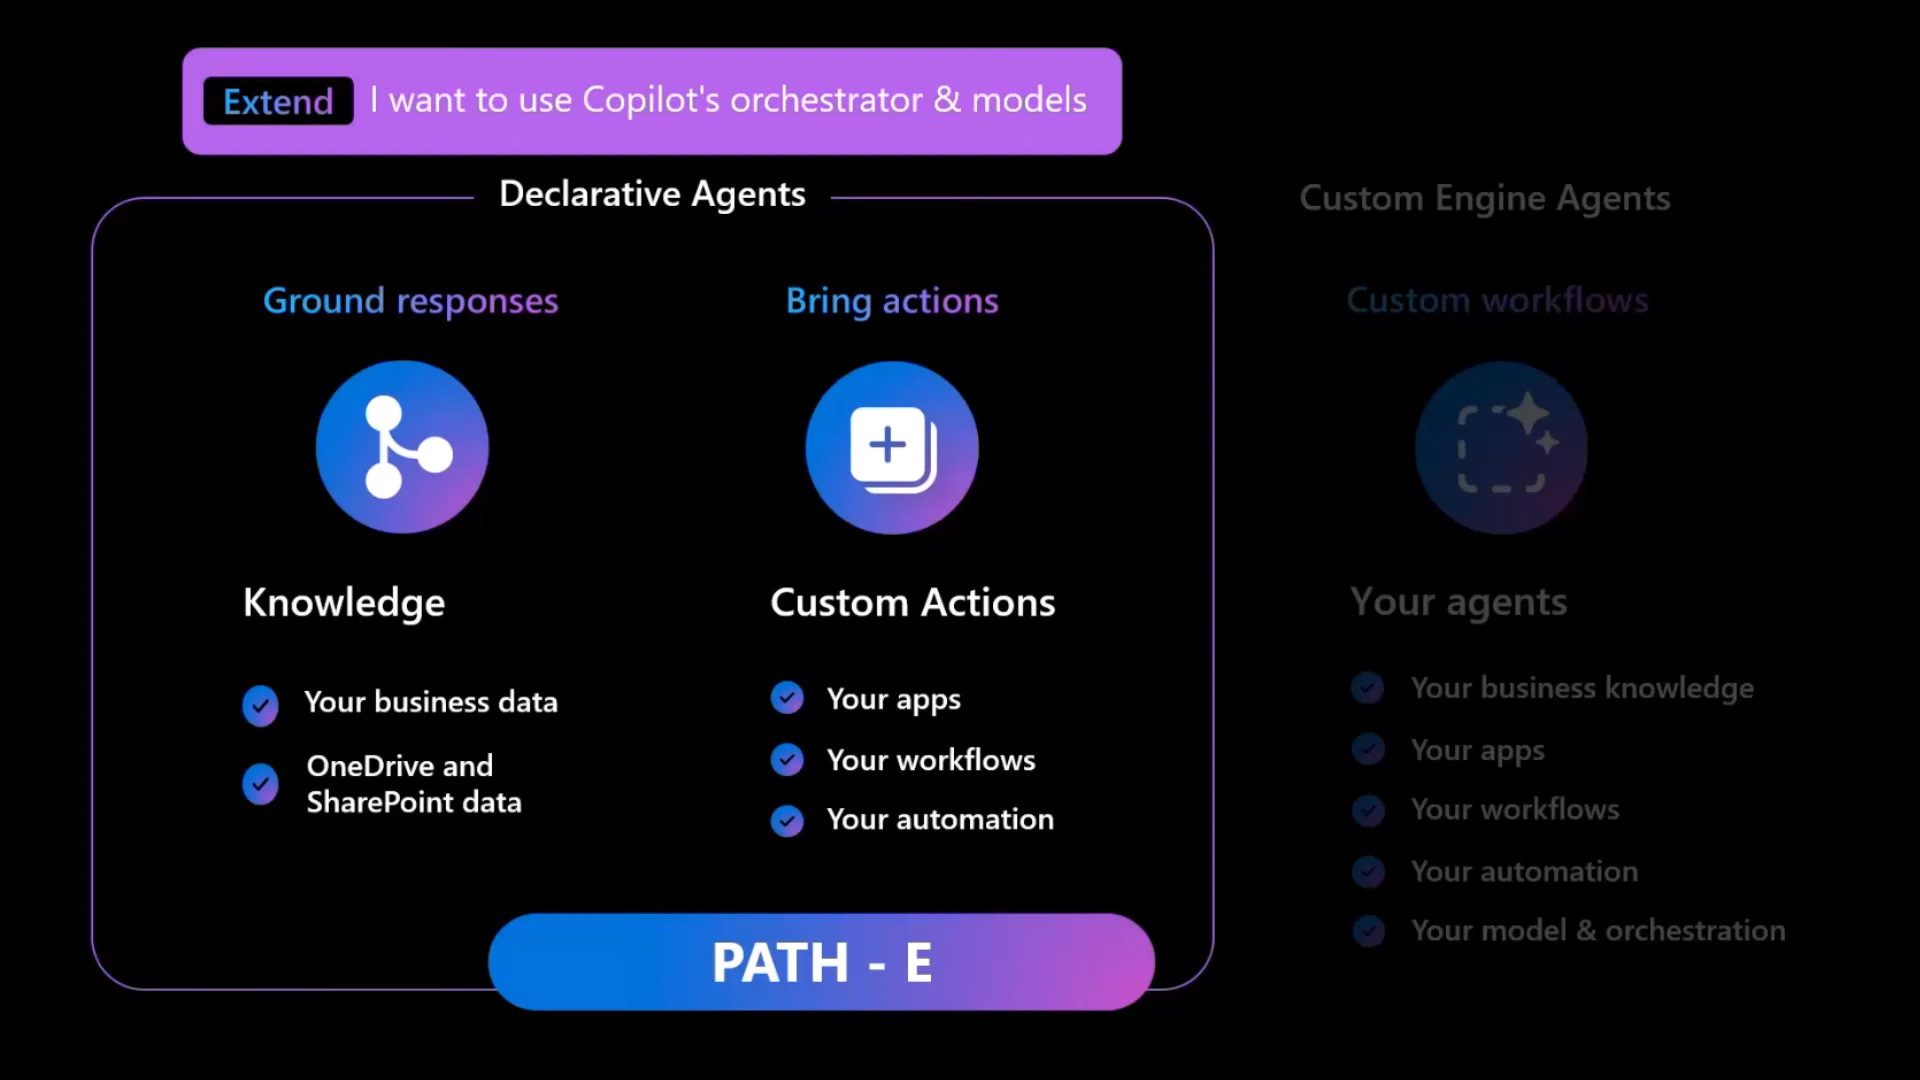 Extend I want to use Copilot's orchestrator & models
Declarative Agents
Ground responses
Knowledge
Your business data
OneDrive and
SharePoint data
Bring actions
Custom Actions
Your apps
Your workflows
Your automation
PATH - E
Custom Engine Agents
Custom workflows
Your agents
Your business knowledge
Your apps
Your workflows
Your automation
Your model & orchestration